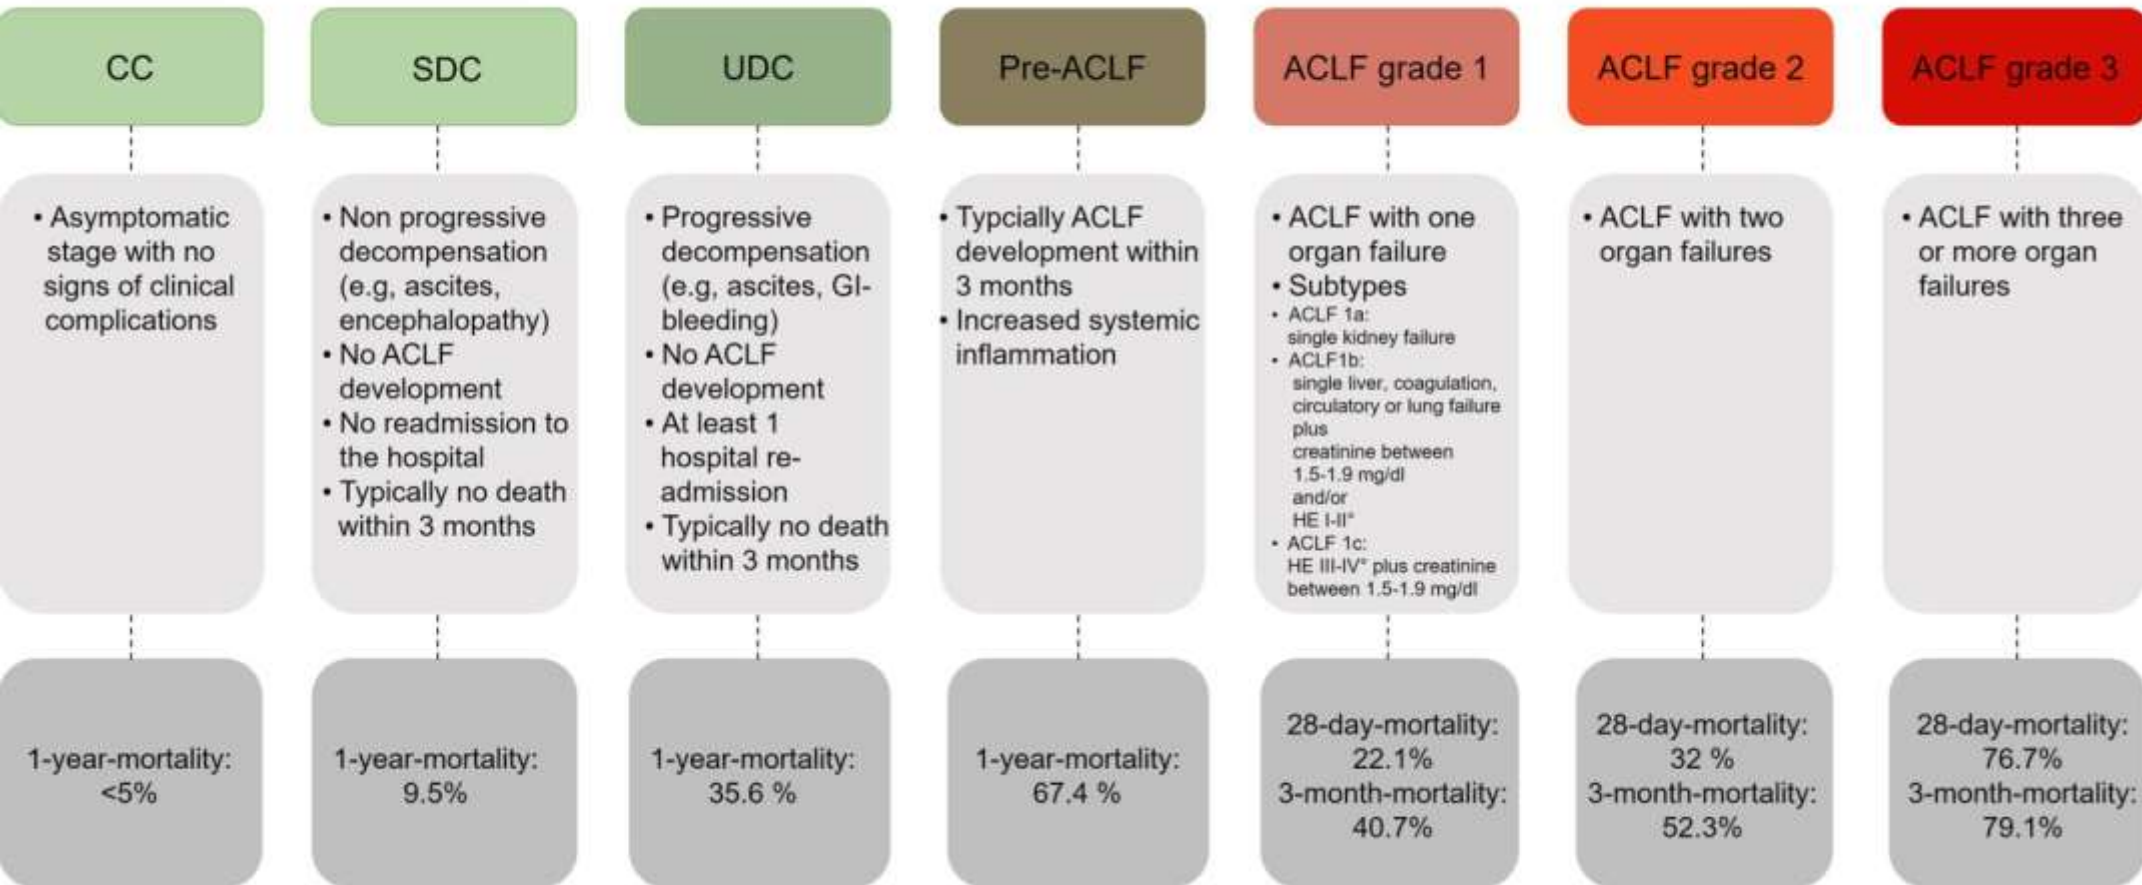 CC
SDC
UDC
Pre-ACLF
ACLF grade 1
ACLF grade 2
ACLF grade 3
• Asymptomatic
stage with no
signs of clinical
complications
• Non progressive
decompensation
(e.g, ascites,
encephalopathy)
• No ACLF
development
• No readmission to
the hospital
• Typically no death
within 3 months
• Progressive
decompensation
(e.g, ascites, GI-
bleeding)
• No ACLF
development
• At least 1
hospital re-
admission
• Typically no death
within 3 months
• Typcially ACLF
development within
3 months
• Increased systemic
inflammation
• ACLF with one
organ failure
• Subtypes
• ACLF 1a:
single kidney failure
• ACLF1b:
single liver, coagulation,
circulatory or lung failure
plus
creatinine between
1.5-1.9 mg/dl
and/or
HE I-II°
• ACLF 1c:
HE III-IV° plus creatinine
between 1.5-1.9 mg/dl
• ACLF with two
organ failures
• ACLF with three
or more organ
failures
1-year-mortality:
<5%
1-year-mortality:
9.5%
1-year-mortality:
35.6 %
1-year-mortality:
67.4 %
28-day-mortality:
22.1%
3-month-mortality:
40.7%
28-day-mortality:
32 %
3-month-mortality:
52.3%
28-day-mortality:
76.7%
3-month-mortality:
79.1%